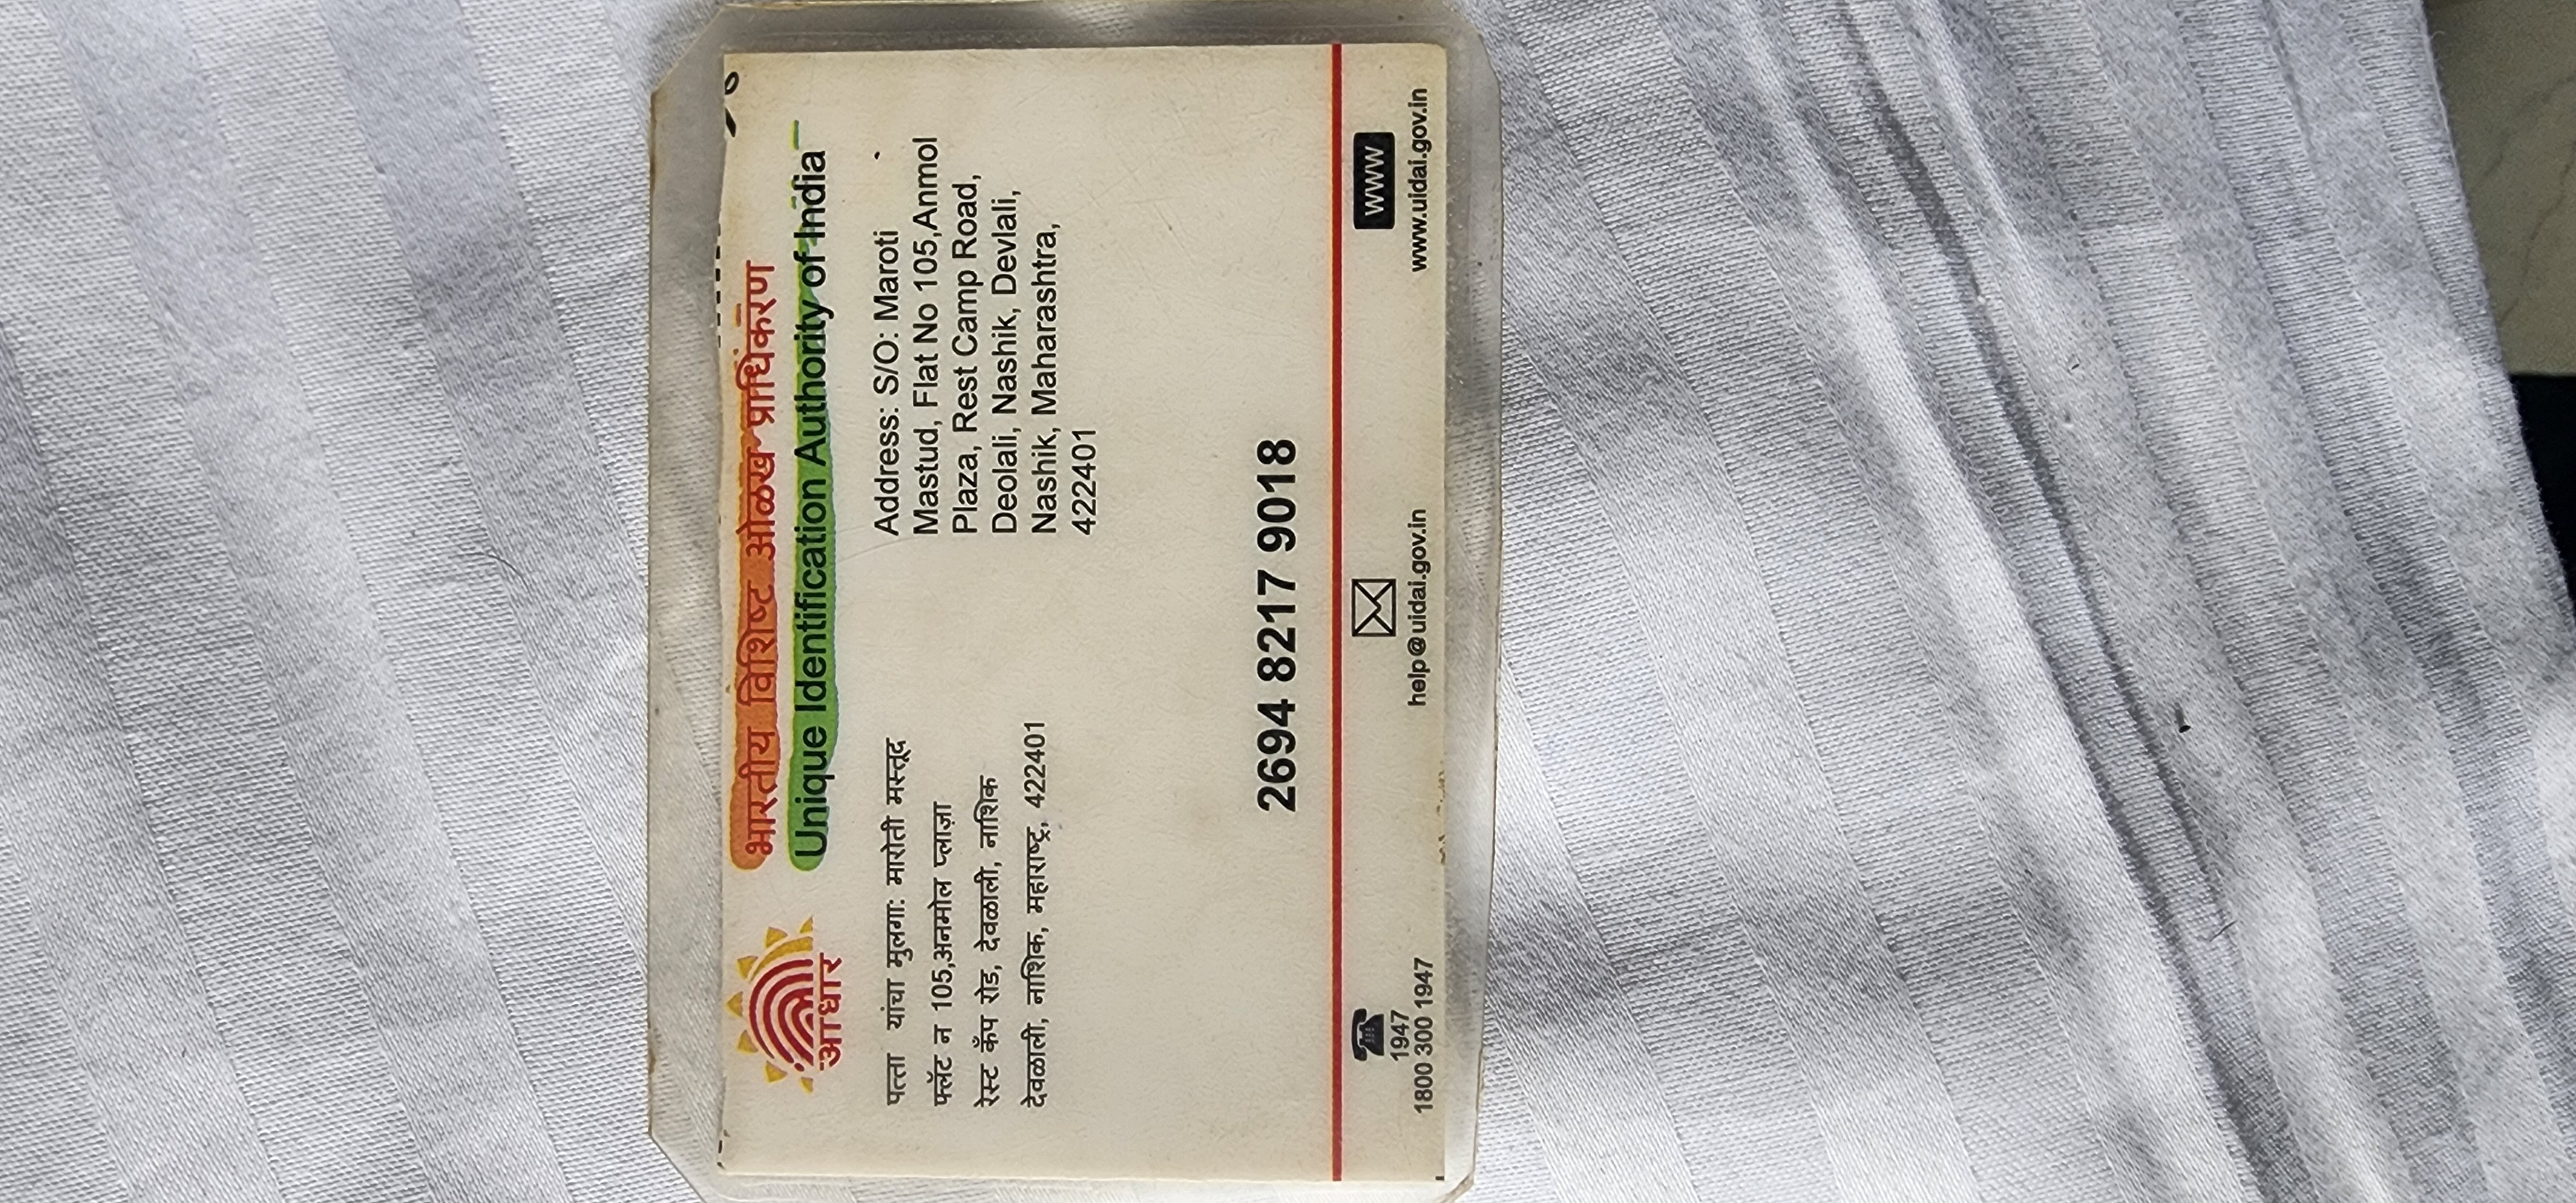 आधार
भारतीय विशिष्ट ओळख प्राधिकरण
Unique Identification Authority of India
पत्ता यांचा मुलगा: मारोती मस्तूद
फ्लॅट न 105,अनमोल प्लाज़ा
रेस्ट कॅंप रोड, देवळाली, नाशिक
देवळाली, नाशिक, महाराष्ट्र, 422401
Address: S/O: Maroti
Mastud, Flat No 105,Anmol
Plaza, Rest Camp Road,
Deolali, Nashik, Devlali,
Nashik, Maharashtra,
422401
2694 8217 9018
1947
1800 300 1947
help@uidai.gov.in
www
www.uidai.gov.in